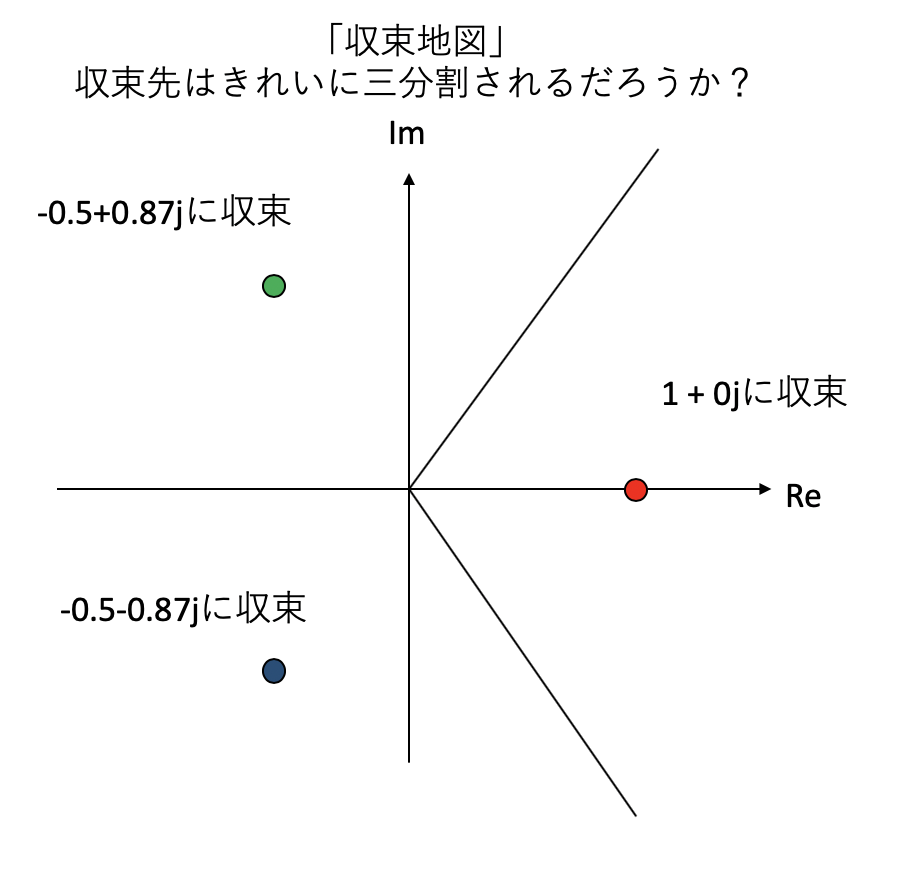 「収束地図」
収束先はきれいに三分割されるだろうか？
Im
-0.5+0.87jに収束
1 + 0jに収束
Re
-0.5-0.87jに収束